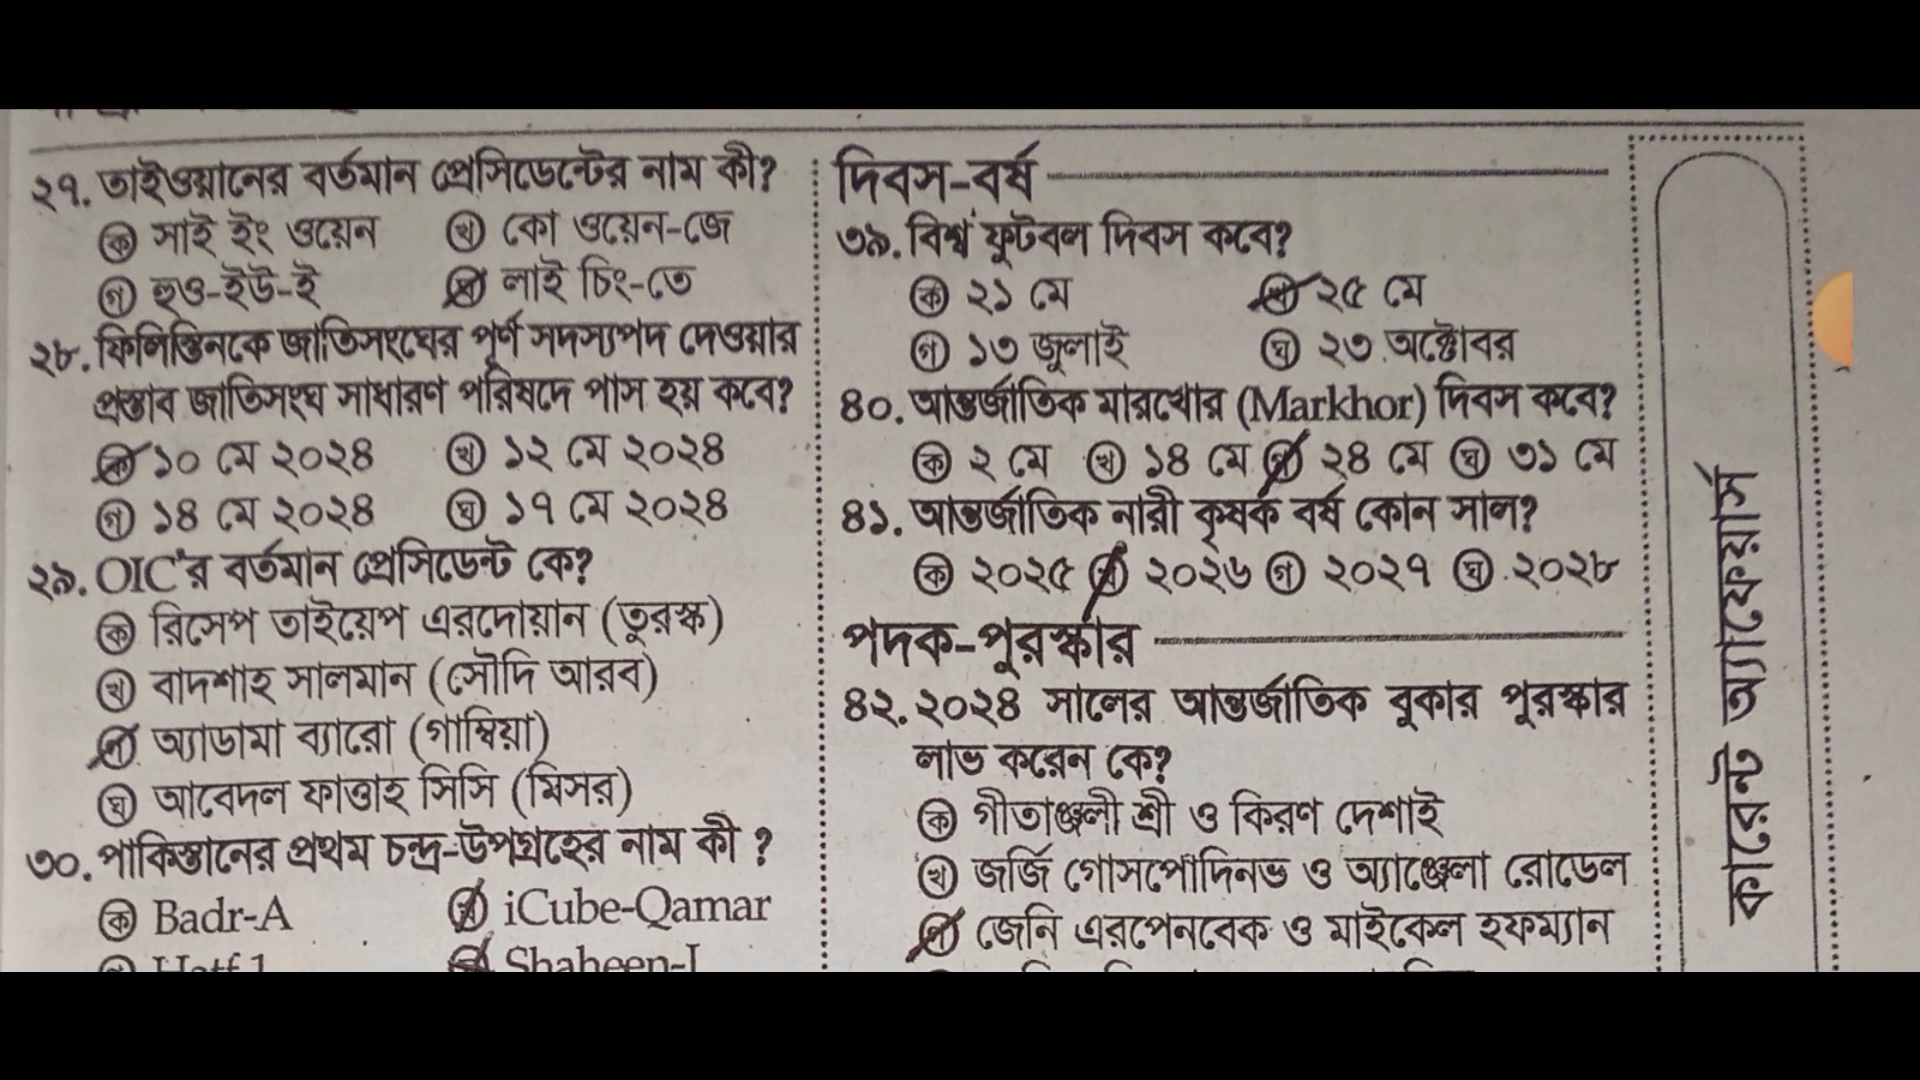 ২৭. তাইওয়ানের বর্তমান প্রেসিডেন্টের নাম কী?
ক সাই ইং ওয়েন খ কো ওয়েন-জে
গ হুও-ইউ-ই ঘ লাই চিং-তে
২৮. ফিলিস্তিনকে জাতিসংঘের পূর্ণ সদস্যপদ দেওয়ার
প্রস্তাব জাতিসংঘ সাধারণ পরিষদে পাস হয় কবে?
ক ১০ মে ২০২৪ খ ১২ মে ২০২৪
গ ১৪ মে ২০২৪ ঘ ১৭ মে ২০২৪
২৯. OIC'র বর্তমান প্রেসিডেন্ট কে?
ক রিসেপ তাইয়েপ এরদোয়ান (তুরস্ক)
খ বাদশাহ সালমান (সৌদি আরব)
গ অ্যাডামা ব্যারো (গাম্বিয়া)
ঘ আবেদল ফাত্তাহ সিসি (মিসর)
৩০. পাকিস্তানের প্রথম চন্দ্র-উপগ্রহের নাম কী ?
ক Badr-A খ iCube-Qamar
Shaheen-I
দিবস-বর্ষ
৩৯. বিশ্ব ফুটবল দিবস কবে?
ক ২১ মে খ ২৫ মে
গ ১৩ জুলাই ঘ ২৩ অক্টোবর
৪০. আন্তর্জাতিক মারখোর (Markhor) দিবস কবে?
ক ২ মে খ ১৪ মে গ ২৪ মে ঘ ৩১ মে
৪১. আন্তর্জাতিক নারী কৃষক বর্ষ কোন সাল?
ক ২০২৫ খ ২০২৬ গ ২০২৭ ঘ ২০২৮
পদক-পুরস্কার
৪২. ২০২৪ সালের আন্তর্জাতিক বুকার পুরস্কার
লাভ করেন কে?
ক গীতাঞ্জলী শ্রী ও কিরণ দেশাই
খ জর্জি গোসপোদিনভ ও অ্যাঞ্জেলা রোডেল
গ জেনি এরপেনবেক ও মাইকেল হফম্যান
কারেন্ট অ্যাফেয়ার্স